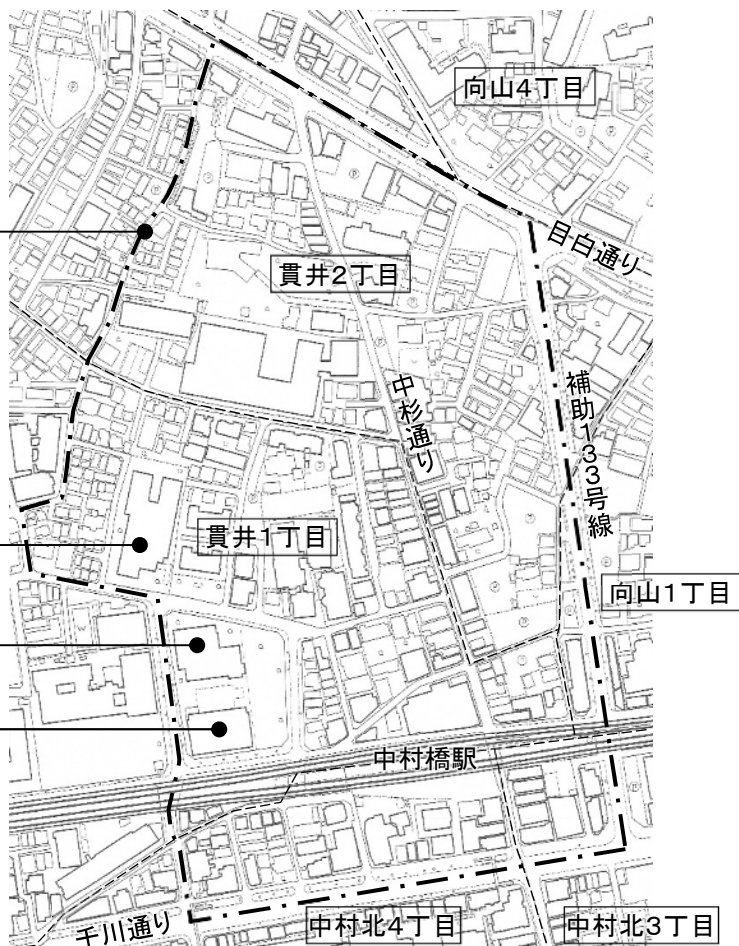 向山4丁目
目白通り
貫井2丁目
中杉通り
補助133号線
貫井1丁目
向山1丁目
中村橋駅
千川通り
中村北4丁目
中村北3丁目